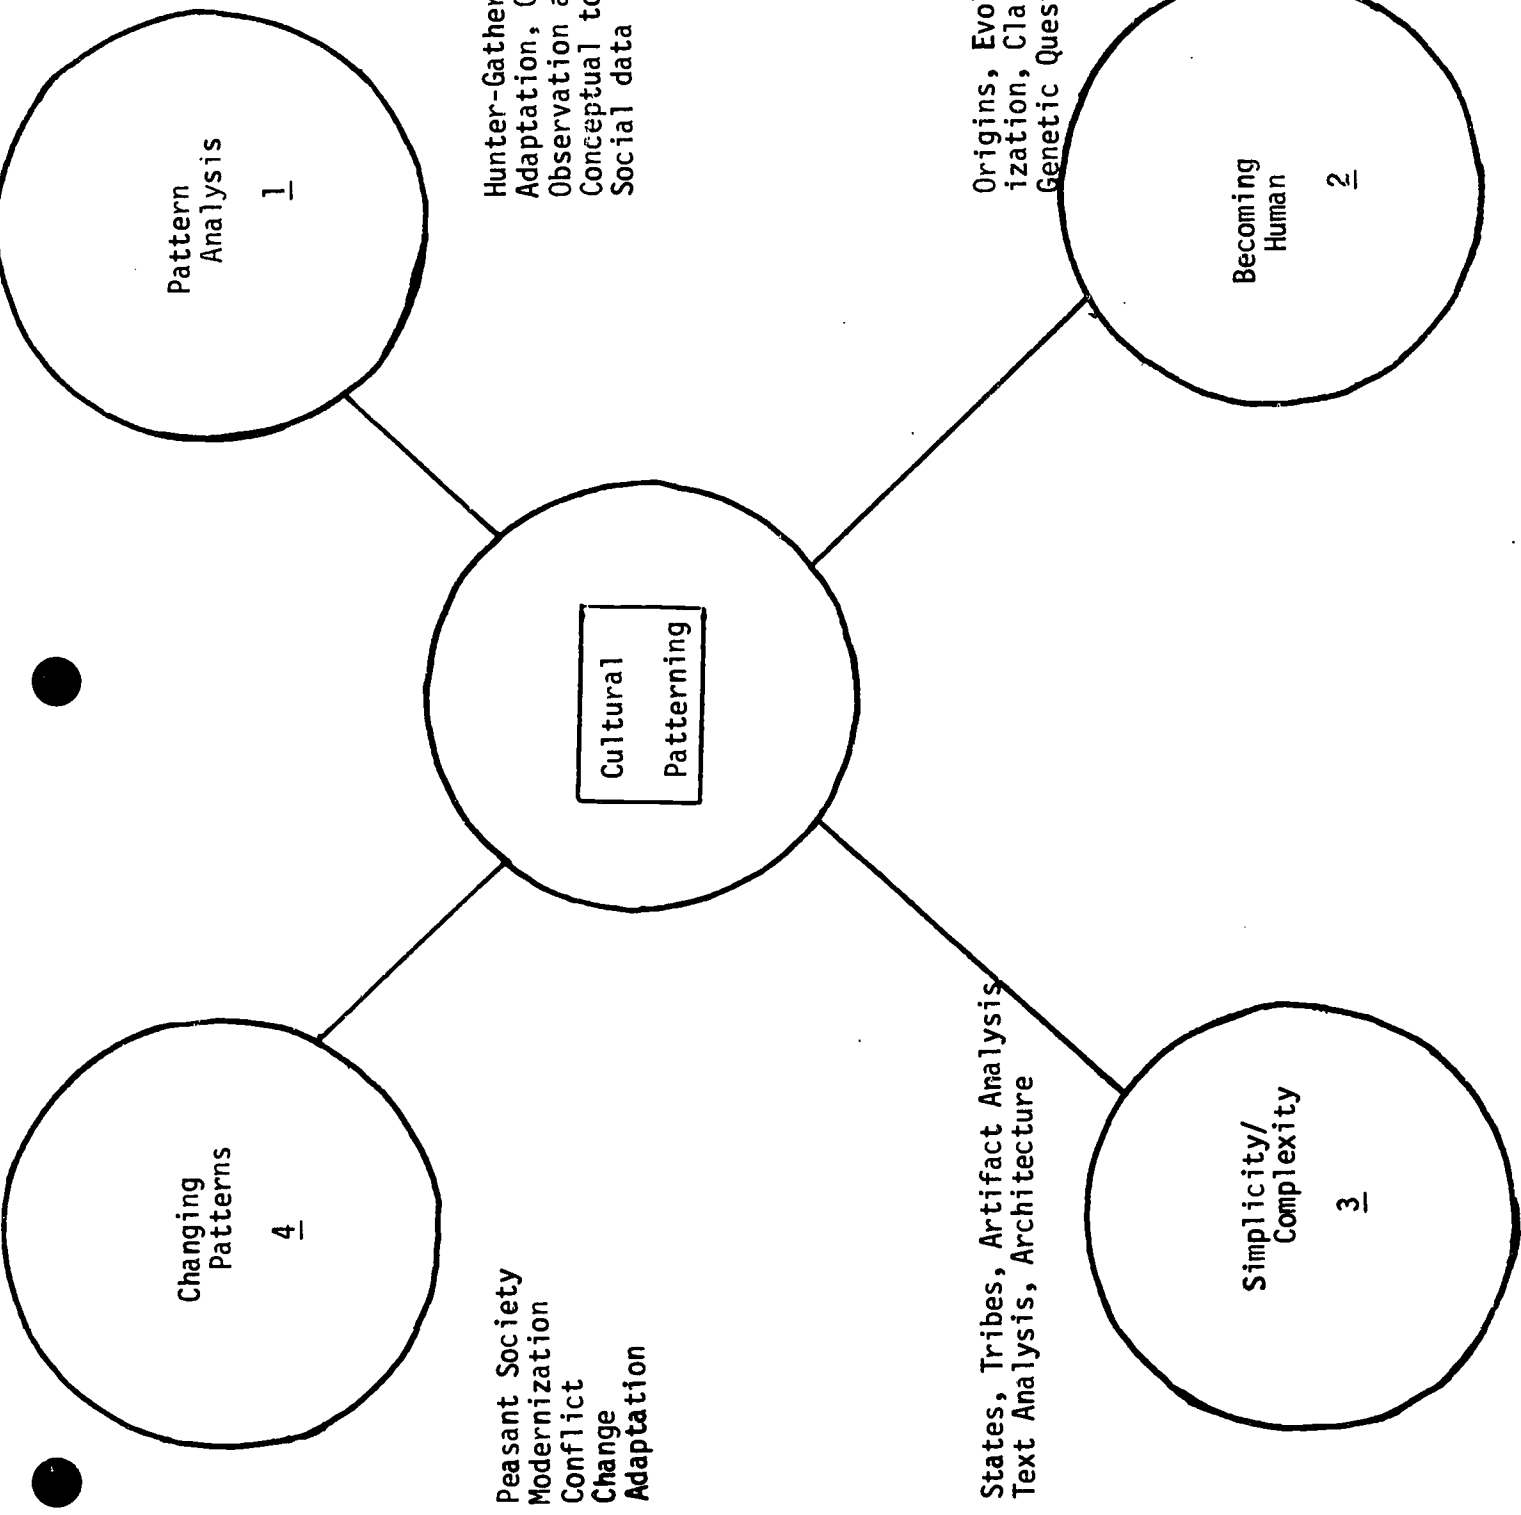 Changing
Patterns
4
Pattern
Analysis
1
Peasant Society
Modernization
Conflict
Change
Adaptation
Hunter-Gather
Adaptation,
Observation a
Conceptual to
Social data
Cultural
Patterning
States, Tribes, Artifact Analysis
Text Analysis, Architecture
Origins, Evo
ization, Cla
Genetic Ques
Simplicity/
Complexity
3
Becoming
Human
2